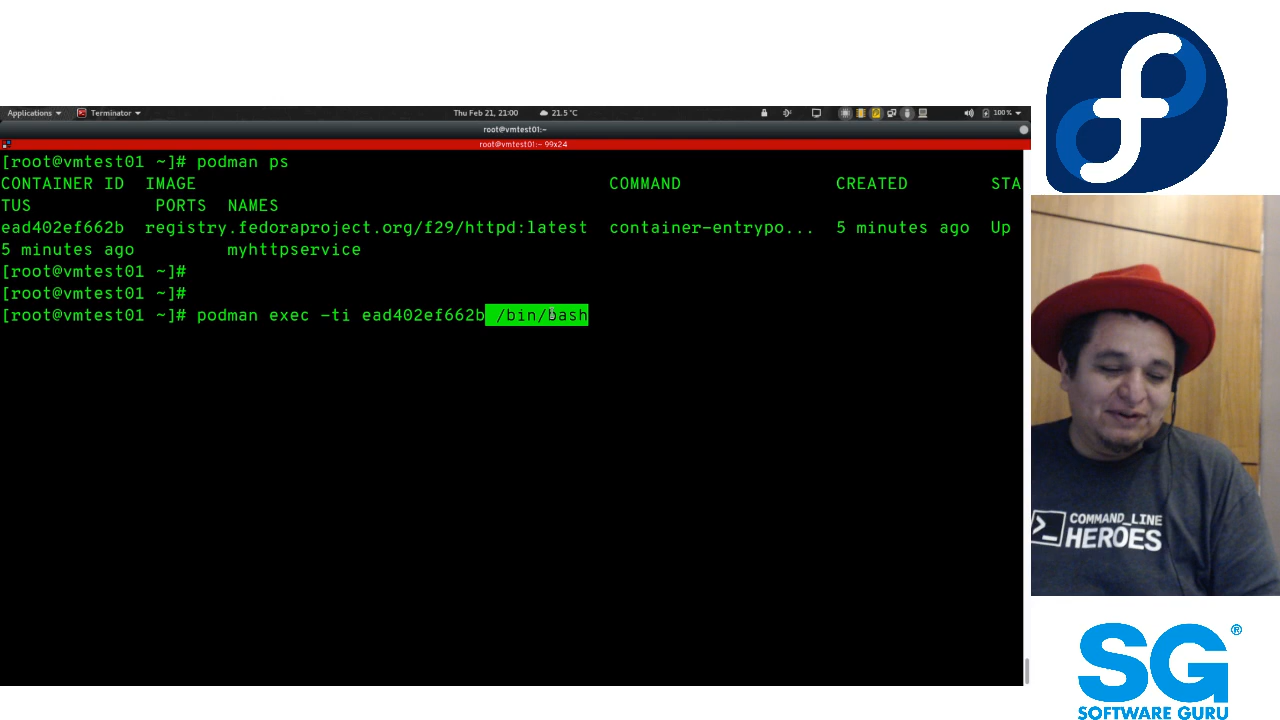 Applications
Terminator
Thu Feb 21, 21:00
21.5 °C
100%
root@vmtest01:~
root@vmtest01:~ 99x24
[root@vmtest01 ~]# podman ps
CONTAINER ID  IMAGE                                        COMMAND               CREATED        STA
TUS            PORTS  NAMES
ead402ef662b  registry.fedoraproject.org/f29/httpd:latest  container-entrypo...  5 minutes ago  Up
5 minutes ago         myhttpservice
[root@vmtest01 ~]#
[root@vmtest01 ~]#
[root@vmtest01 ~]# podman exec -ti ead402ef662b /bin/bash
>_ COMMAND_LINE
HEROES
SG®
SOFTWARE GURU